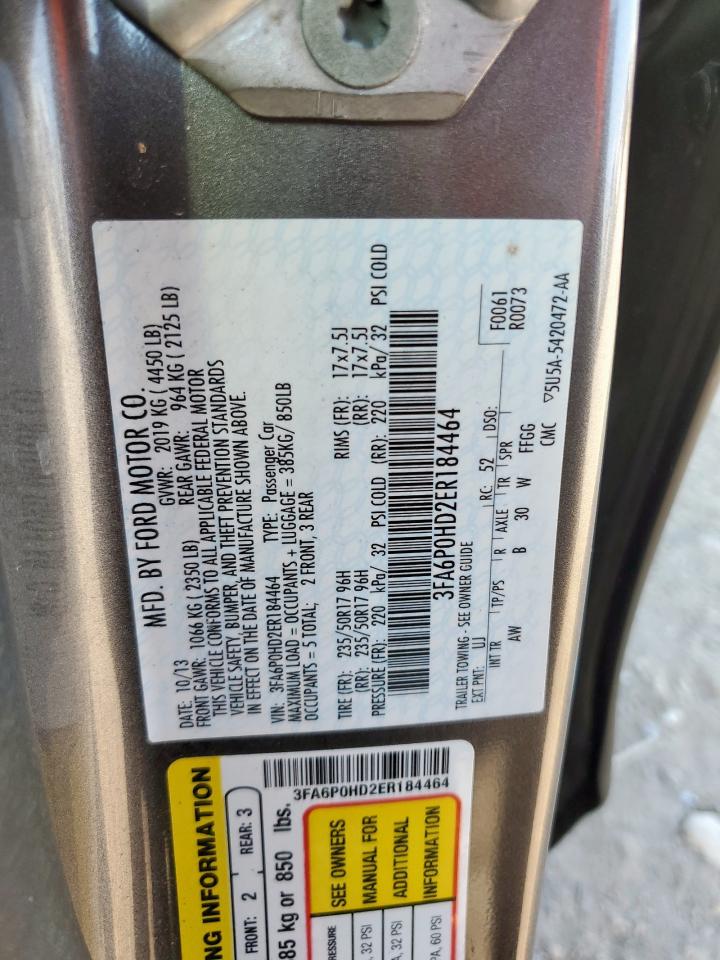 MFD. BY FORD MOTOR CO.
DATE: 10/13 GVWR: 2019 KG ( 4450 LB)
FRONT GAWR: 1066 KG ( 2350 LB) REAR GAWR: 964 KG ( 2125 LB)
THIS VEHICLE CONFORMS TO ALL APPLICABLE FEDERAL MOTOR
VEHICLE SAFETY, BUMPER, AND THEFT PREVENTION STANDARDS
IN EFFECT ON THE DATE OF MANUFACTURE SHOWN ABOVE.
VIN: 3FA6P0HD2ER184464 TYPE: Passenger Car
MAXIMUM LOAD = OCCUPANTS + LUGGAGE = 385KG/ 850LB
OCCUPANTS = 5 TOTAL; 2 FRONT, 3 REAR
TIRE (FR): 235/50R17 96H RIMS (FR): 17x7.5J
(RR): 235/50R17 96H (RR): 17x7.5J
PRESSURE (FR): 220 kPa/ 32 PSI COLD (RR): 220 kPa/ 32 PSI COLD
3FA6P0HD2ER184464
TRAILER TOWING - SEE OWNER GUIDE
EXT PNT: UJ RC: 52 DSO:
F0061
R0073
INT TR TP/PS R AXLE TR SPR
AW B 30 W FFGG
CMC
▽5U5A-5420472-AA
NG INFORMATION
FRONT: 2 REAR: 3
85 kg or 850 lbs.
3FA6P0HD2ER184464
RESSURE
A, 32 PSI
A, 32 PSI
PA, 60 PSI
SEE OWNERS
MANUAL FOR
ADDITIONAL
INFORMATION